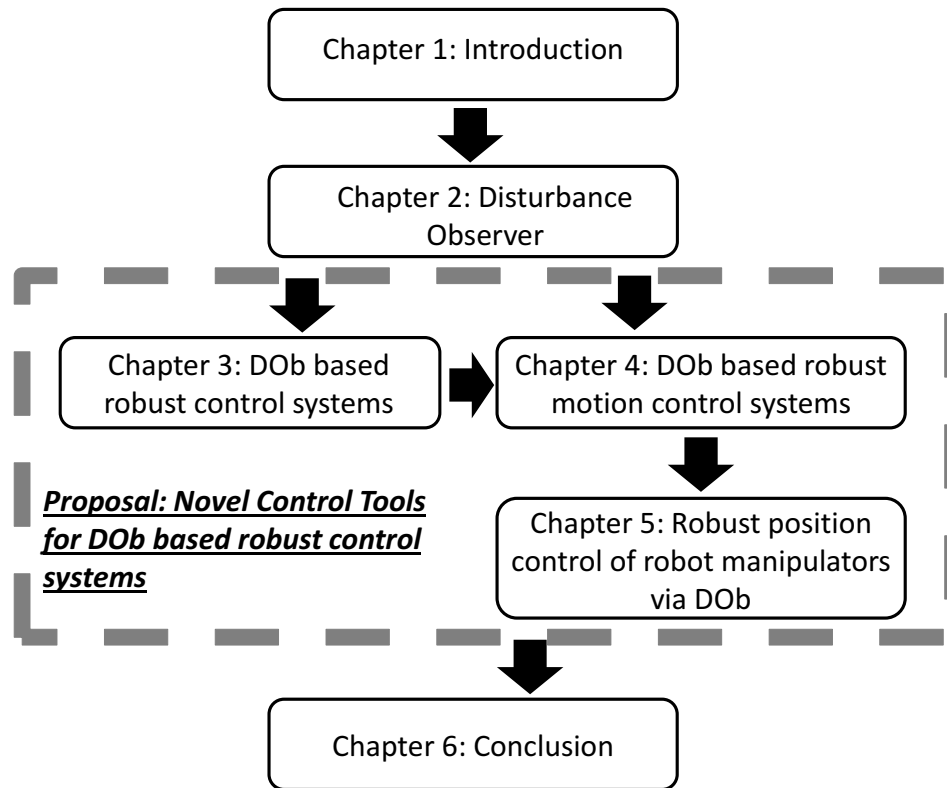 Chapter 1: Introduction
Chapter 2: Disturbance
Observer
Chapter 3: DOb based
robust control systems
Chapter 4: DOb based robust
motion control systems
Proposal: Novel Control Tools
for DOb based robust control
systems
Chapter 5: Robust position
control of robot manipulators
via DOb
Chapter 6: Conclusion